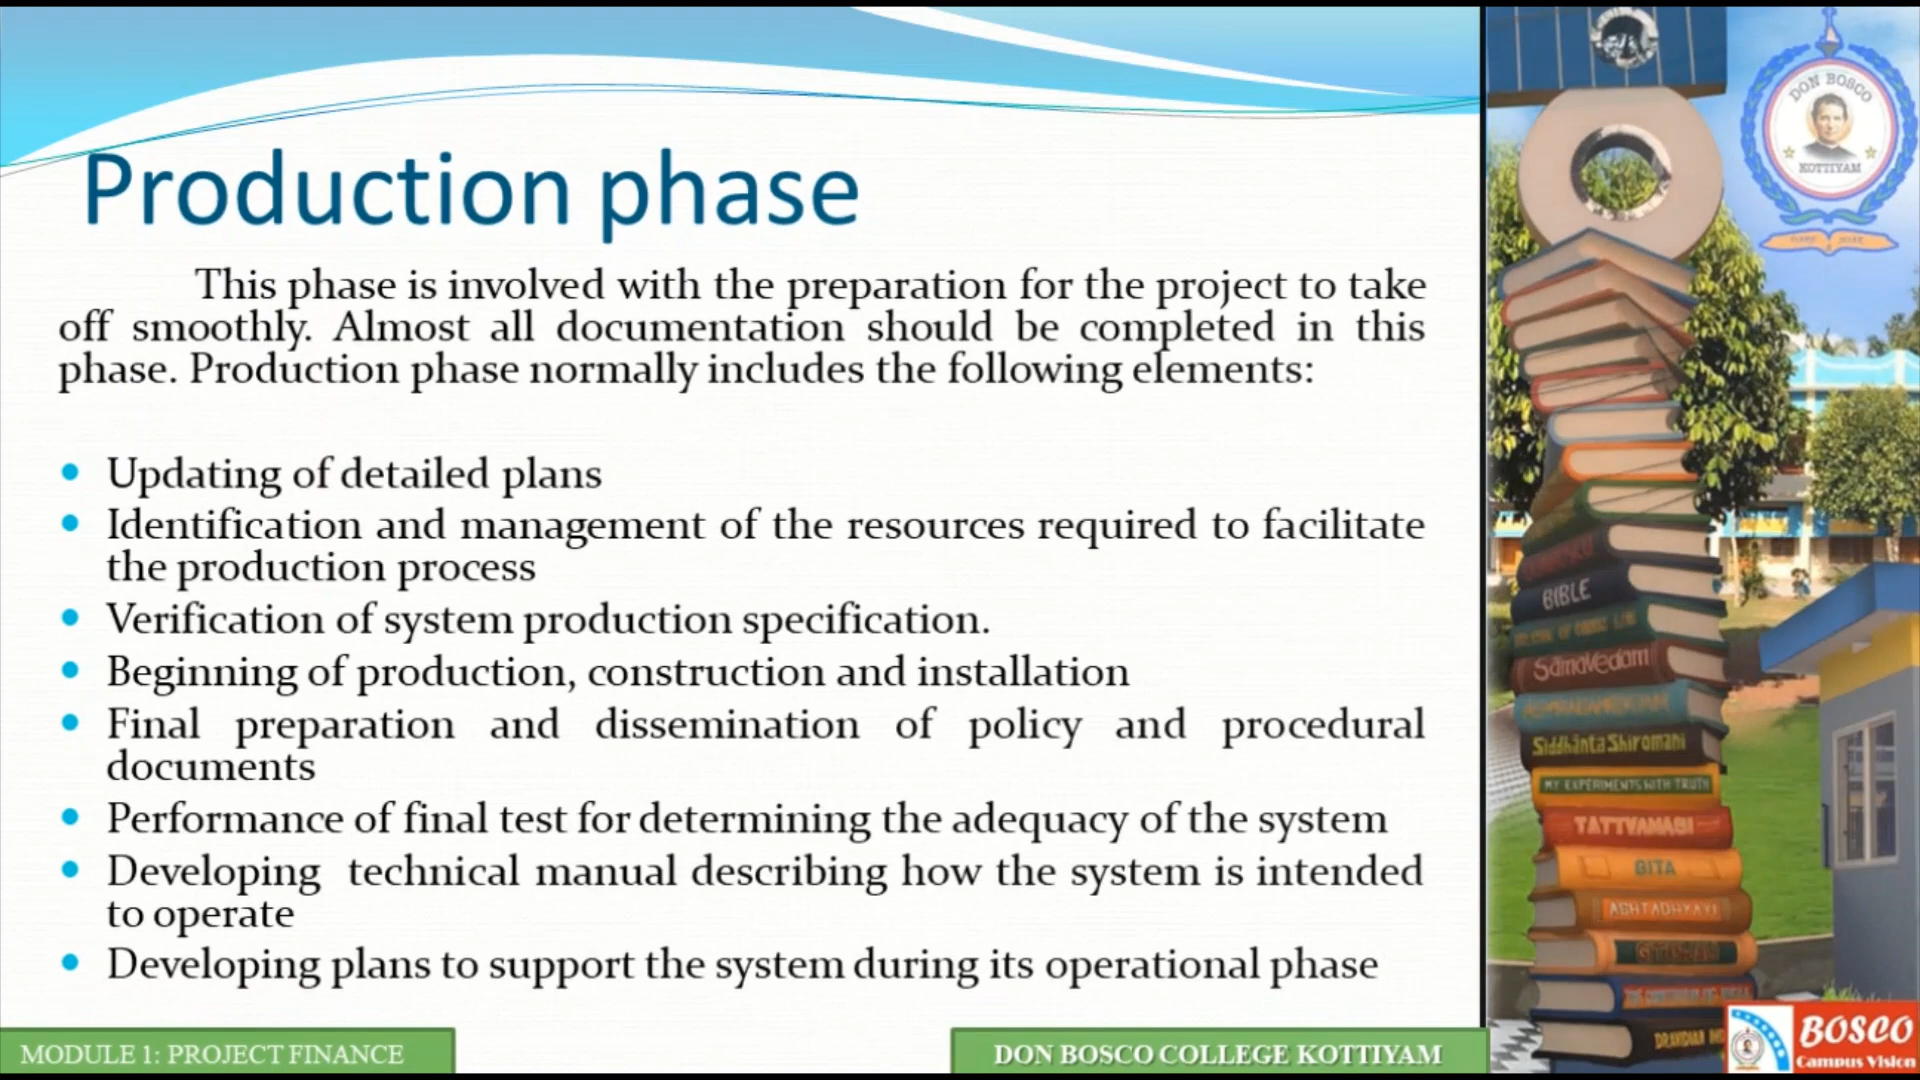 Production phase
This phase is involved with the preparation for the project to take
off smoothly. Almost all documentation should be completed in this
phase. Production phase normally includes the following elements:
• Updating of detailed plans
• Identification and management of the resources required to facilitate
the production process
• Verification of system production specification.
• Beginning of production, construction and installation
• Final preparation and dissemination of policy and procedural
documents
• Performance of final test for determining the adequacy of the system
• Developing technical manual describing how the system is intended
to operate
• Developing plans to support the system during its operational phase
MODULE 1: PROJECT FINANCE
DON BOSCO COLLEGE KOTTIYAM
DON BOSCO
KOTTIYAM
BIBLE
SamaVedam
Siddhānta Shiromani
MY EXPERIMENTS WITH TRUTH
GITA
BOSCO
Campus Vision